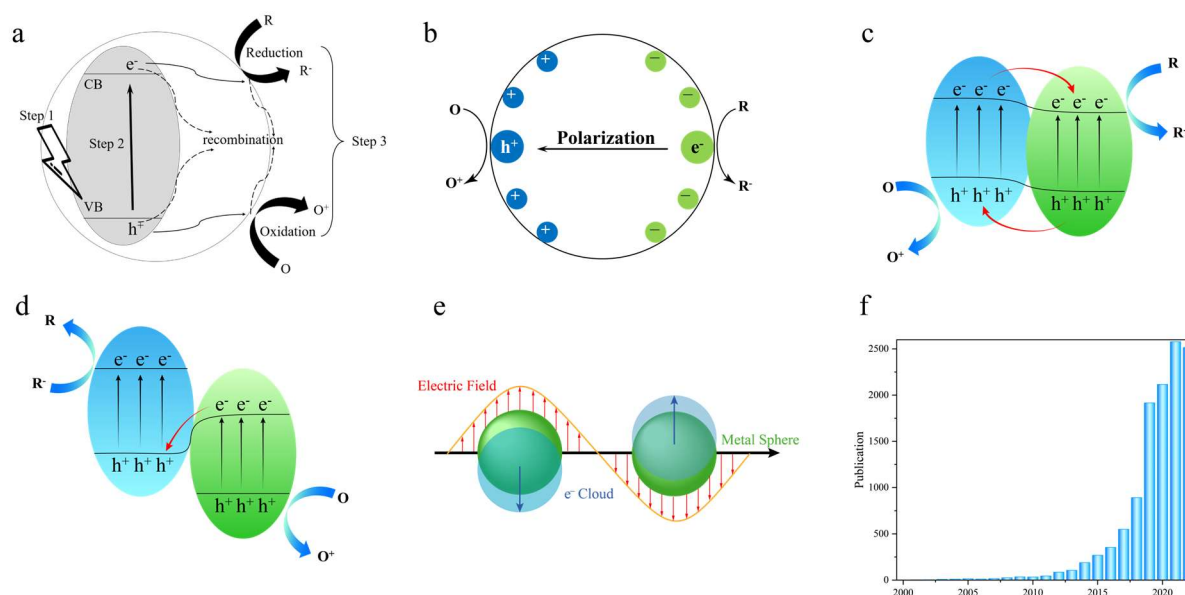 a
R
Reduction
R-
e-
CB
Step 1
Step 2
recombination
Step 3
VB
h+
O+
Oxidation
O
b
+
+
+
+
−
−
−
−
O
h+
Polarization
e-
R
O+
R-
c
R
e- e- e-
e- e- e-
R-
O
h+ h+ h+
h+ h+ h+
O+
d
R
e- e- e-
R-
e- e- e-
h+ h+ h+
h+ h+ h+
O
O+
e
Electric Field
Metal Sphere
e- Cloud
f
Publication
2500
2000
1500
1000
500
0
2000
2005
2010
2015
2020